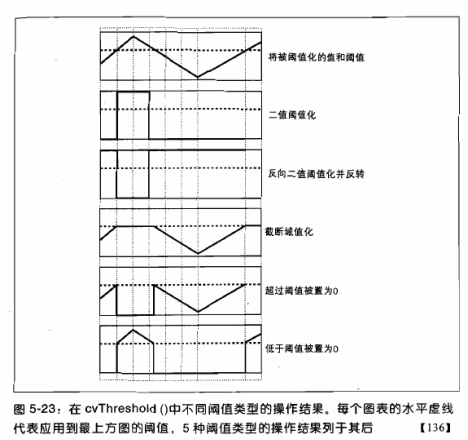 将被阈值化的值和阈值
二值阈值化
反向二值阈值化并反转
截断域值化
超过阈值被置为0
低于阈值被置为0
图 5-23：在 cvThreshold ()中不同阈值类型的操作结果。每个图表的水平虚线
代表应用到最上方图的阈值，5 种阈值类型的操作结果列于其后 【136】